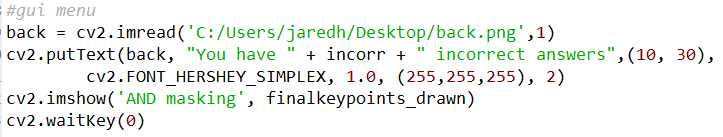 #gui menu
back = cv2.imread('C:/Users/jaredh/Desktop/back.png',1)
cv2.putText(back, "You have " + incorr + " incorrect answers",(10, 30),
cv2.FONT_HERSHEY_SIMPLEX, 1.0, (255,255,255), 2)
cv2.imshow('AND masking', finalkeypoints_drawn)
cv2.waitKey(0)